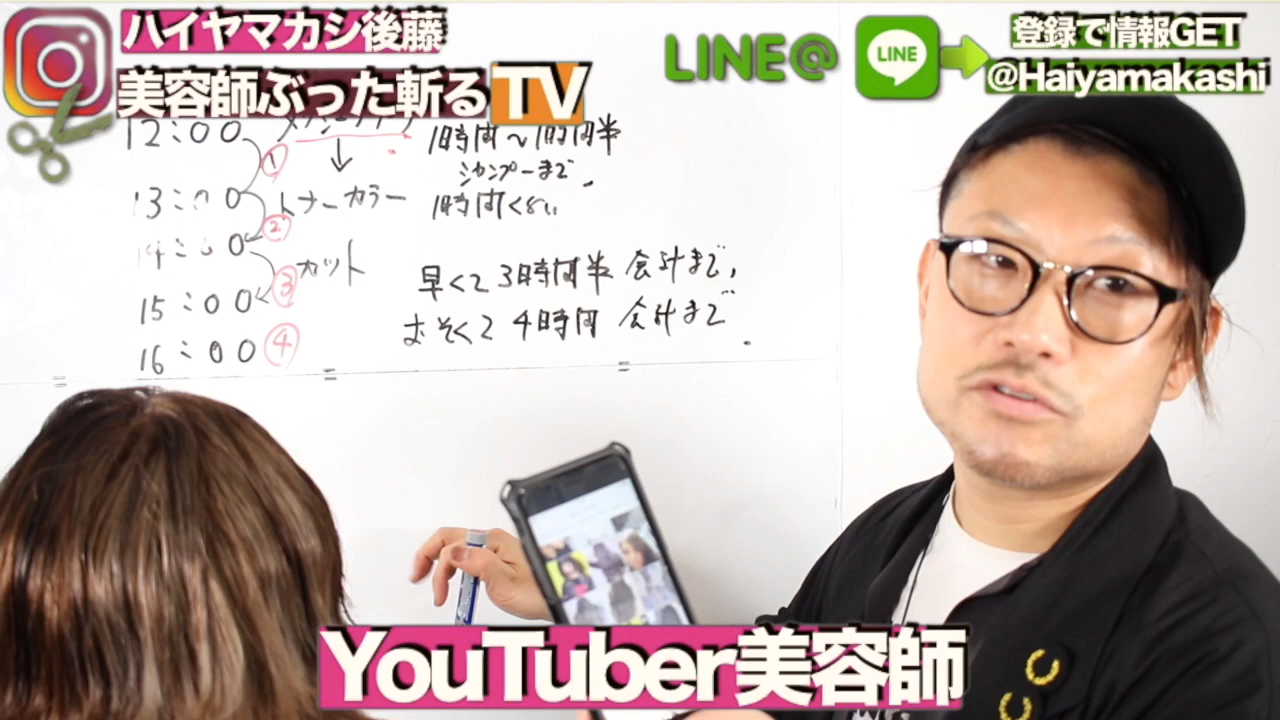 ハイヤマカシ後藤
美容師ぶった斬るTV
LINE@
LINE
登録で情報GET
@Haiyamakashi
12:00
① 1時間〜1時間半
シャンプーまで
13:00 トナーカラー 1時間くらい
②
14:00
カット
③
15:00
早くて3時間半 会計まで、
おそくて4時間 会計まで
16:00 ④
YouTuber美容師